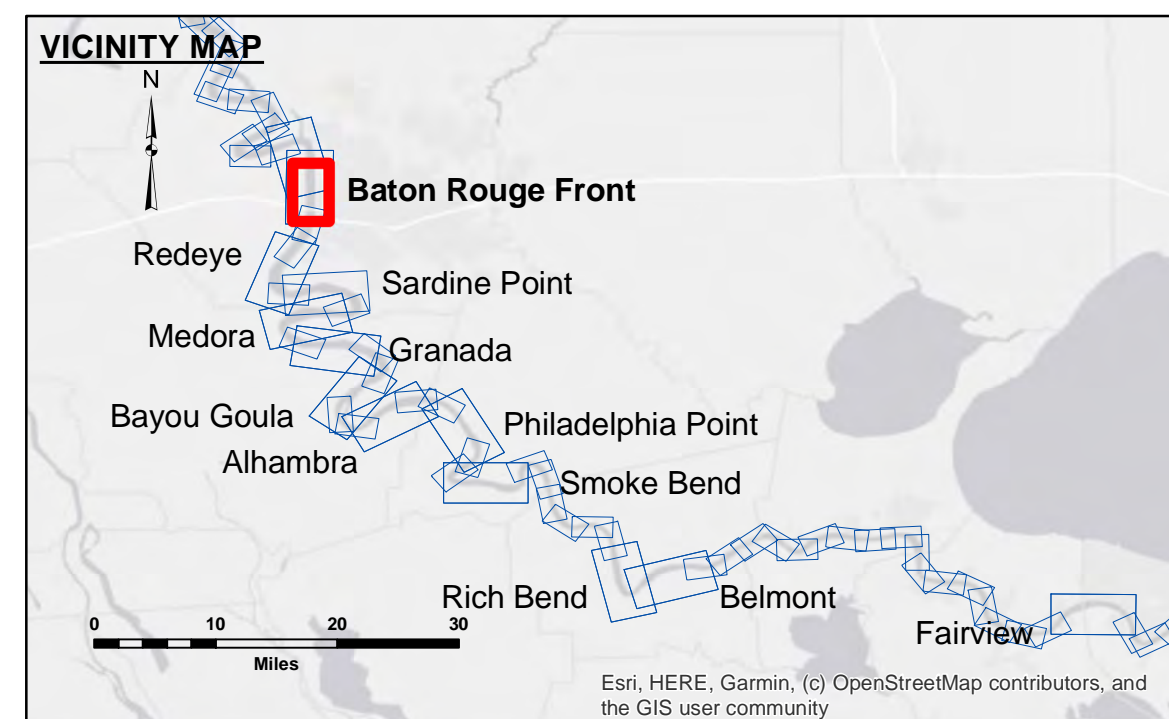 VICINITY MAP
N
Baton Rouge Front
Redeye
Sardine Point
Medora
Granada
Bayou Goula
Philadelphia Point
Alhambra
Smoke Bend
Rich Bend
Belmont
Fairview
0 10 20 30
Miles
Esri, HERE, Garmin, (c) OpenStreetMap contributors, and
the GIS user community